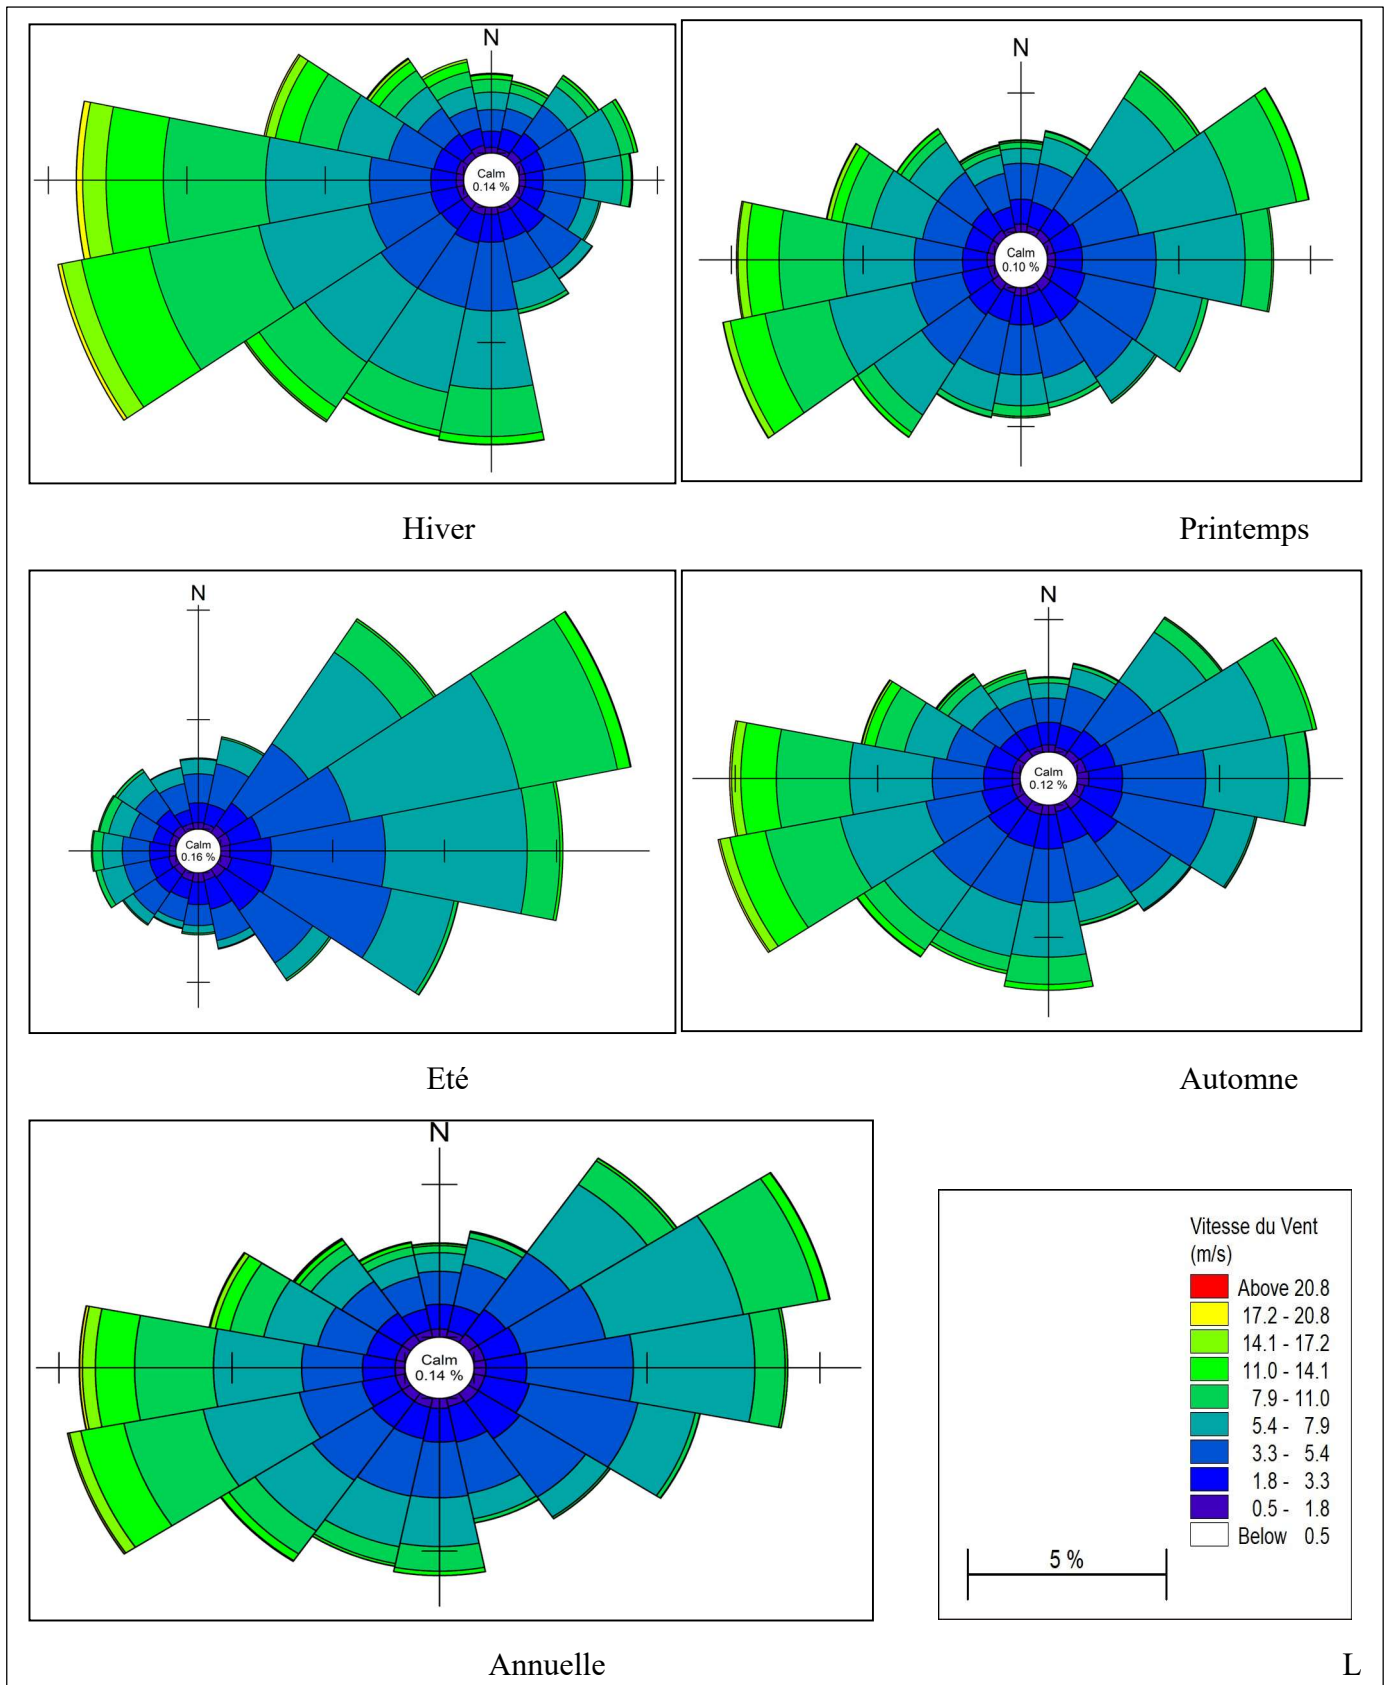 N
Calm
0.14 %
Hiver
N
Calm
0.10 %
Printemps
N
Calm
0.16 %
Eté
N
Calm
0.12 %
Automne
N
Calm
0.14 %
Annuelle
Vitesse du Vent
(m/s)
Above 20.8
17.2 - 20.8
14.1 - 17.2
11.0 - 14.1
7.9 - 11.0
5.4 - 7.9
3.3 - 5.4
1.8 - 3.3
0.5 - 1.8
Below 0.5
5 %
L